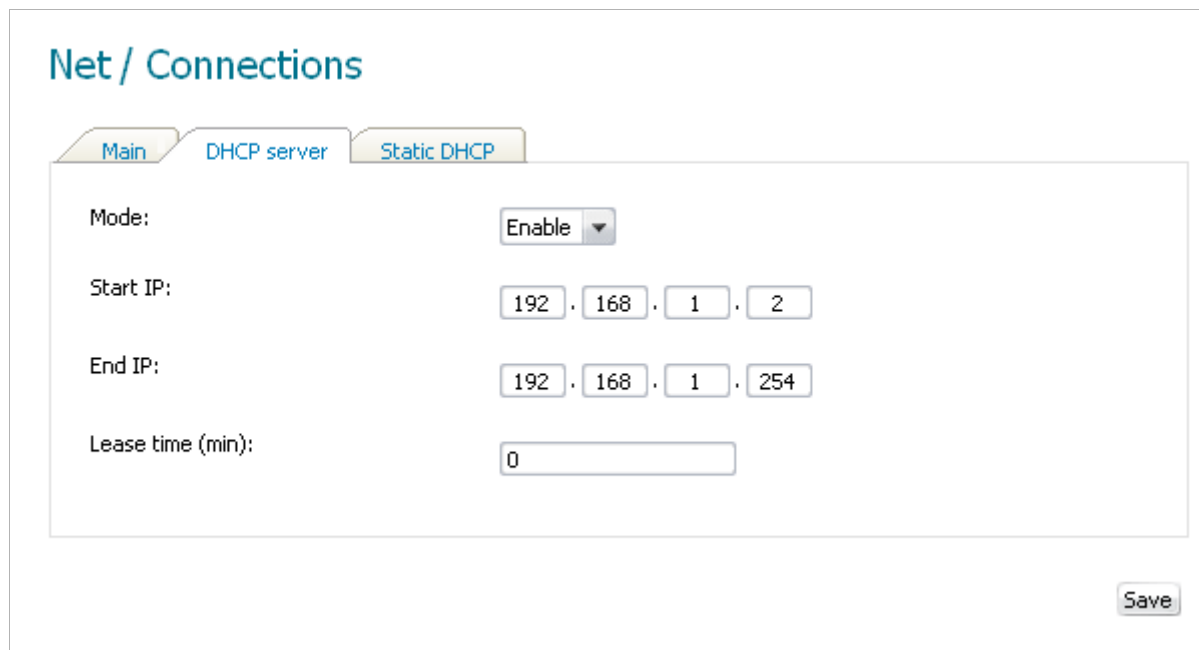 Net / Connections
Main DHCP server Static DHCP
Mode: Enable
Start IP: 192 . 168 . 1 . 2
End IP: 192 . 168 . 1 . 254
Lease time (min): 0
Save